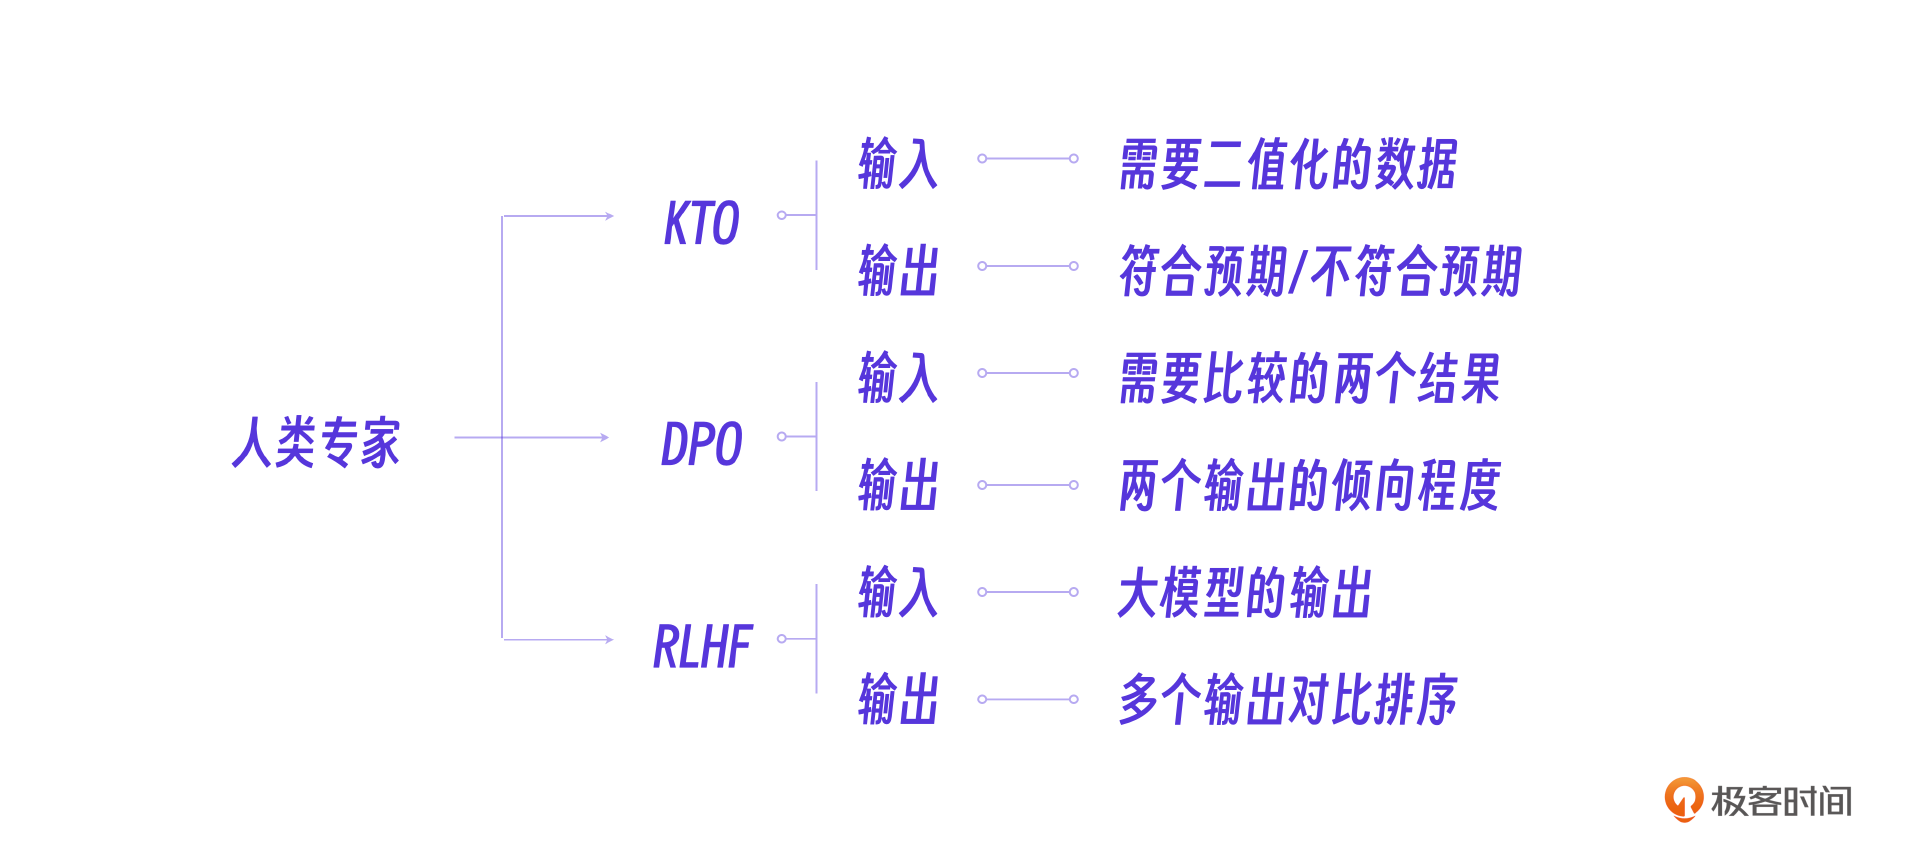 人类专家
KTO
输入
需要二值化的数据
输出
符合预期/不符合预期
DPO
输入
需要比较的两个结果
输出
两个输出的倾向程度
RLHF
输入
大模型的输出
输出
多个输出对比排序
极客时间